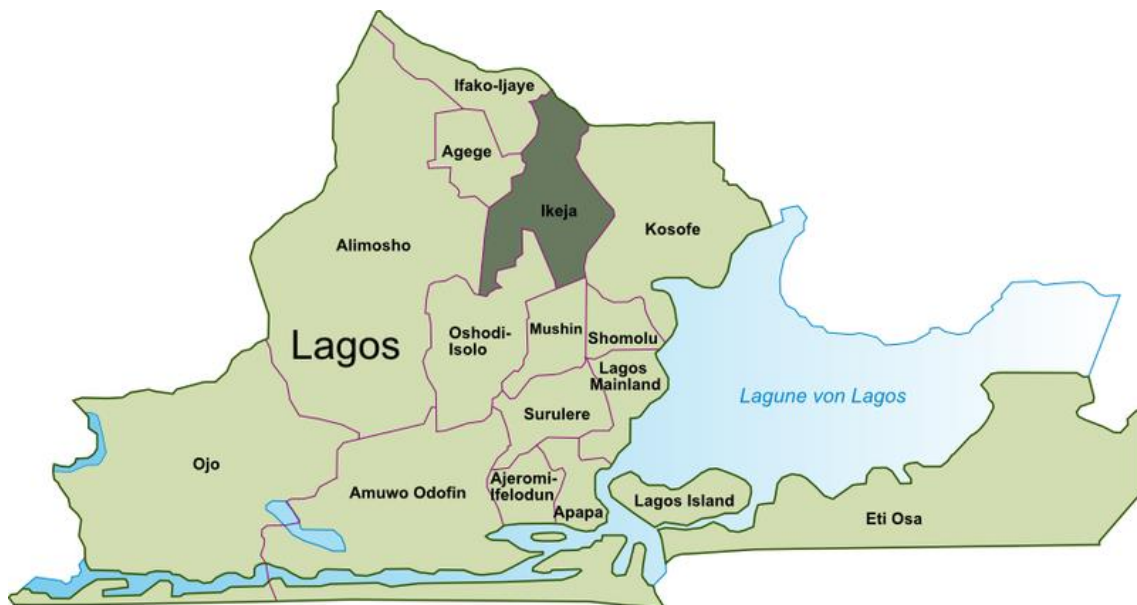 Ifako-Ijaye
Agege
Ikeja
Kosofe
Alimosho
Lagos
Oshodi-
Isolo
Mushin
Shomolu
Lagos
Mainland
Lagune von Lagos
Surulere
Ojo
Amuwo Odofin
Ajeromi-
Ifelodun
Apapa
Lagos Island
Eti Osa